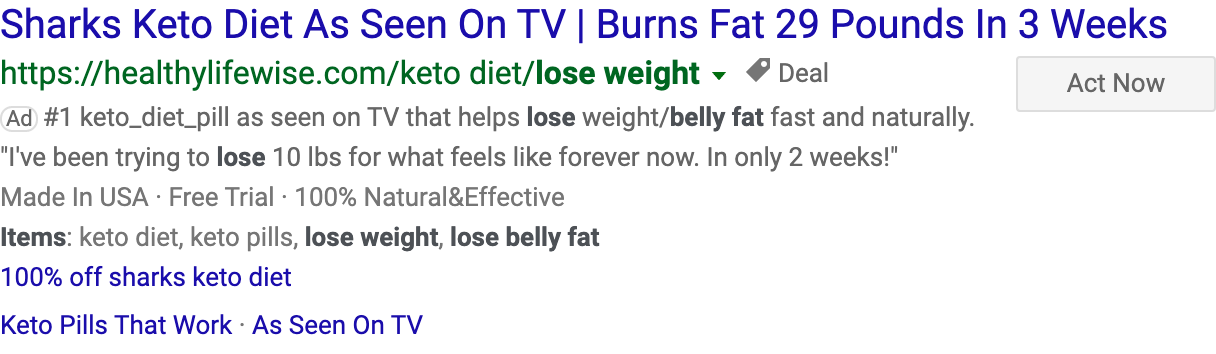 Sharks Keto Diet As Seen On TV | Burns Fat 29 Pounds In 3 Weeks
https://healthylifewise.com/keto diet/lose weight ▾ Deal
Act Now
Ad #1 keto_diet_pill as seen on TV that helps lose weight/belly fat fast and naturally.
"I've been trying to lose 10 lbs for what feels like forever now. In only 2 weeks!"
Made In USA · Free Trial · 100% Natural&Effective
Items: keto diet, keto pills, lose weight, lose belly fat
100% off sharks keto diet
Keto Pills That Work · As Seen On TV